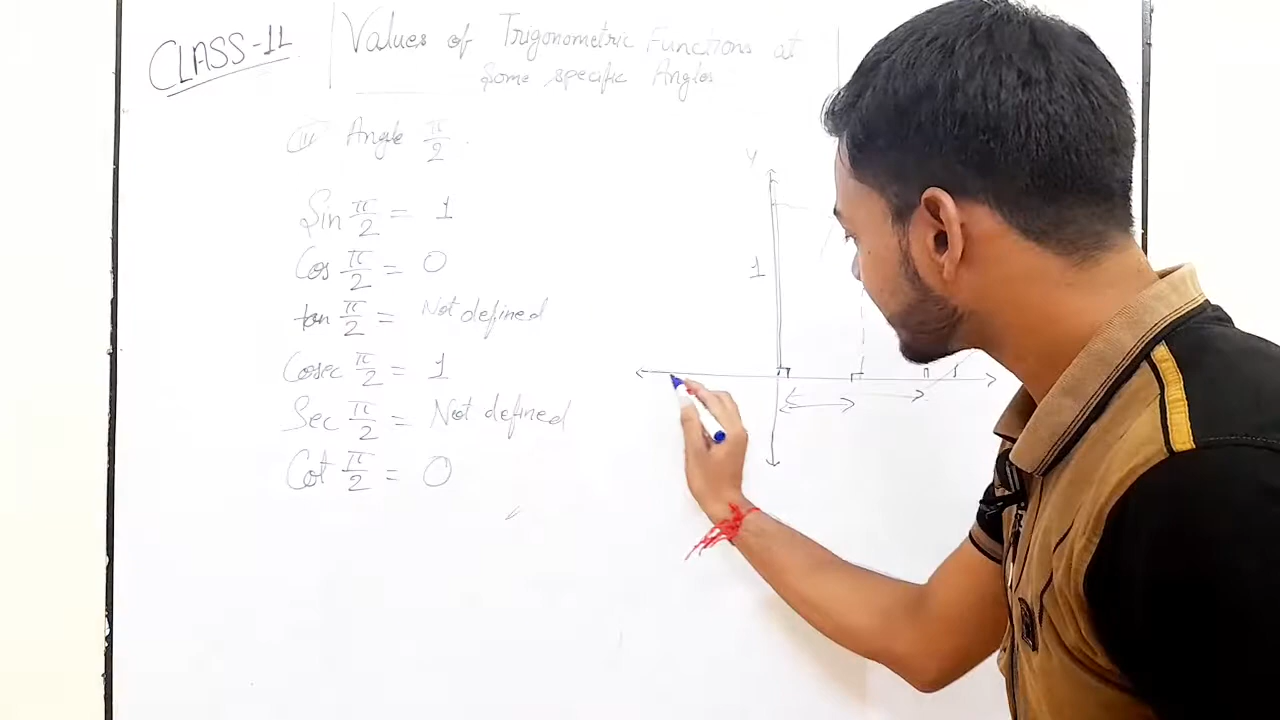 CLASS-11
Values of Trigonometric Functions at
Some specific Angles
(iii) Angle π/2
Sin π/2 = 1
Cos π/2 = 0
tan π/2 = Not defined
Cosec π/2 = 1
Sec π/2 = Not defined
Cot π/2 = 0
Y
1